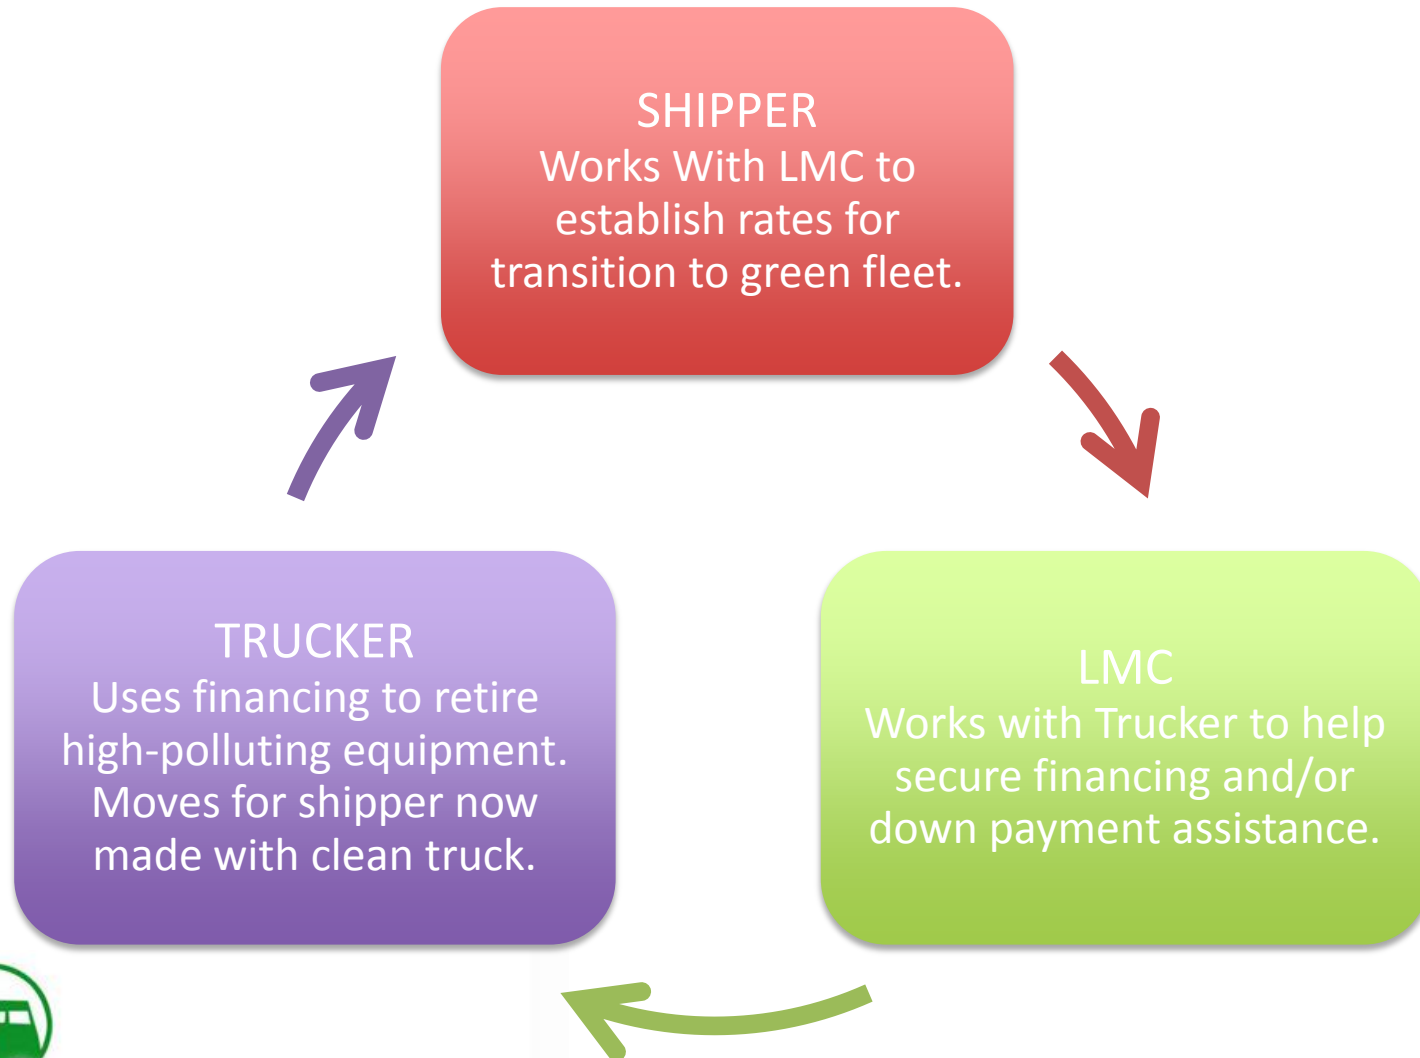 SHIPPER
Works With LMC to
establish rates for
transition to green fleet.
TRUCKER
Uses financing to retire
high-polluting equipment.
Moves for shipper now
made with clean truck.
LMC
Works with Trucker to help
secure financing and/or
down payment assistance.